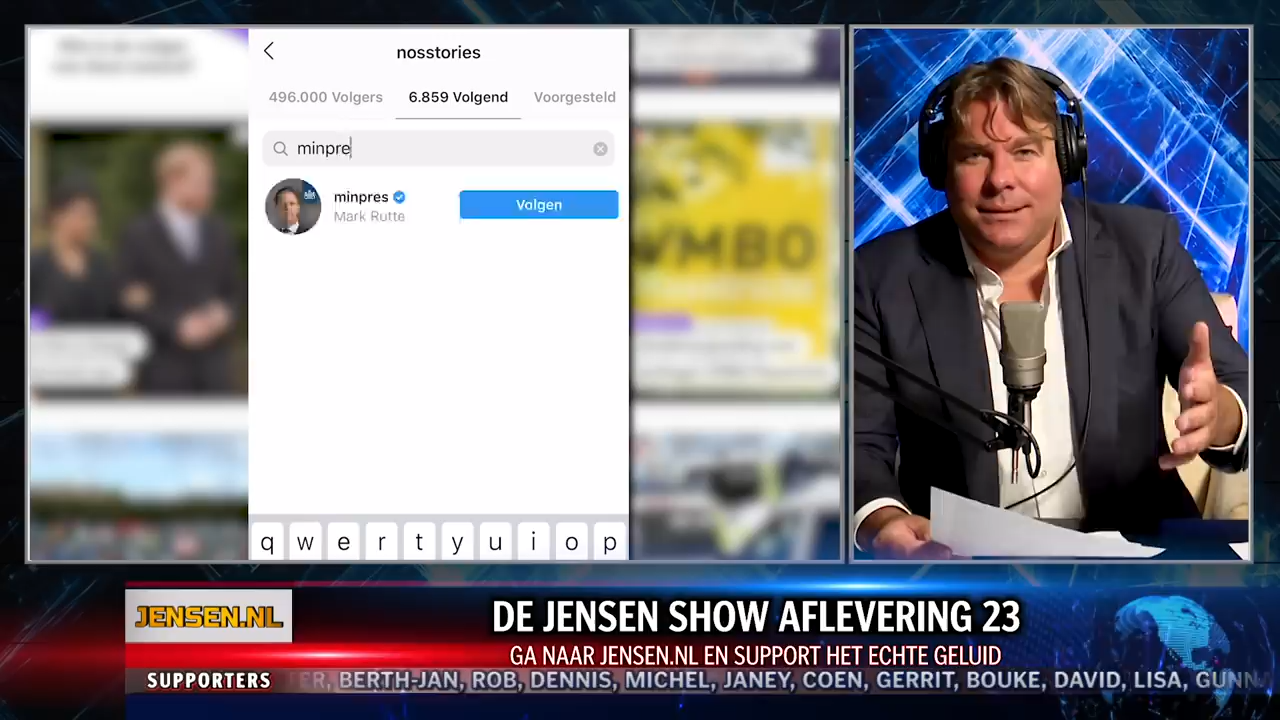 nosstories
496.000 Volgers 6.859 Volgend Voorgesteld
minpre
minpres
Mark Rutte
Volgen
q w e r t y u i o p
VMBO
JENSEN.NL
DE JENSEN SHOW AFLEVERING 23
GA NAAR JENSEN.NL EN SUPPORT HET ECHTE GELUID
SUPPORTERS
ER, BERTH-JAN, ROB, DENNIS, MICHEL, JANEY, COEN, GERRIT, BOUKE, DAVID, LISA, GUNN